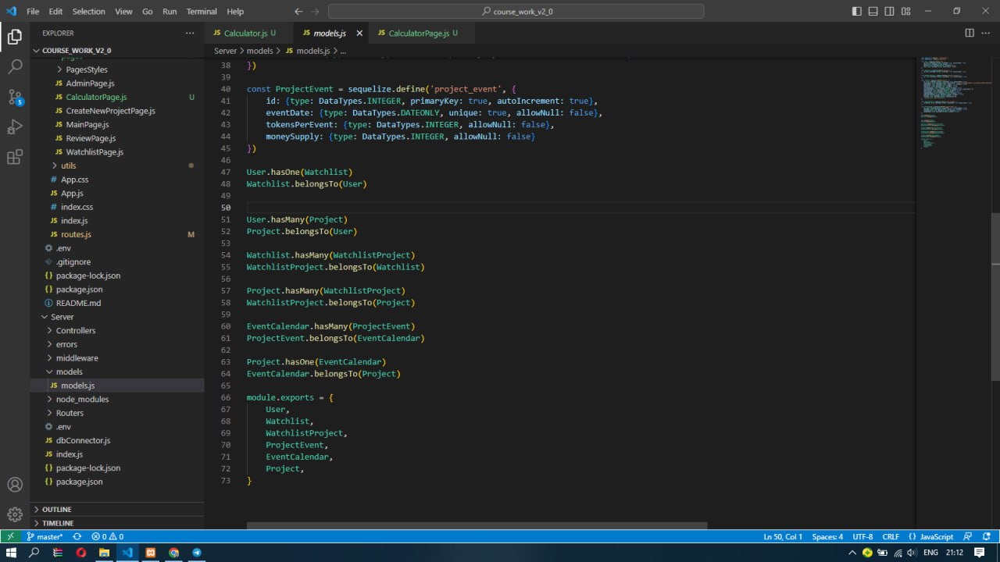 File Edit Selection View Go Run Terminal Help
course_work_v2_0
EXPLORER
COURSE_WORK_V2_0
pages
PagesStyles
AdminPage.js
CalculatorPage.js U
CreateNewProjectPage.js
MainPage.js
ReviewPage.js
WatchlistPage.js
utils
App.css
App.js
index.css
index.js
routes.js M
.env
.gitignore
package-lock.json
package.json
README.md
Server
Controllers
errors
middleware
models
models.js
node_modules
Routers
.env
dbConnector.js
index.js
package-lock.json
package.json
OUTLINE
TIMELINE
Calculator.js U
models.js
CalculatorPage.js U
Server > models > JS models.js > ...
38 })
39
40 const ProjectEvent = sequelize.define('project_event', {
41 id: {type: DataTypes.INTEGER, primaryKey: true, autoIncrement: true},
42 eventDate: {type: DataTypes.DATEONLY, unique: true, allowNull: false},
43 tokensPerEvent: {type: DataTypes.INTEGER, allowNull: false},
44 moneySupply: {type: DataTypes.INTEGER, allowNull: false}
45 })
46
47 User.hasOne(Watchlist)
48 Watchlist.belongsTo(User)
49
50
51 User.hasMany(Project)
52 Project.belongsTo(User)
53
54 Watchlist.hasMany(WatchlistProject)
55 WatchlistProject.belongsTo(Watchlist)
56
57 Project.hasMany(WatchlistProject)
58 WatchlistProject.belongsTo(Project)
59
60 EventCalendar.hasMany(ProjectEvent)
61 ProjectEvent.belongsTo(EventCalendar)
62
63 Project.hasOne(EventCalendar)
64 EventCalendar.belongsTo(Project)
65
66 module.exports = {
67 User,
68 Watchlist,
69 WatchlistProject,
70 ProjectEvent,
71 EventCalendar,
72 Project,
73 }
master* 0 0 Ln 50, Col 1 Spaces: 4 UTF-8 CRLF {} JavaScript
ENG 21:12